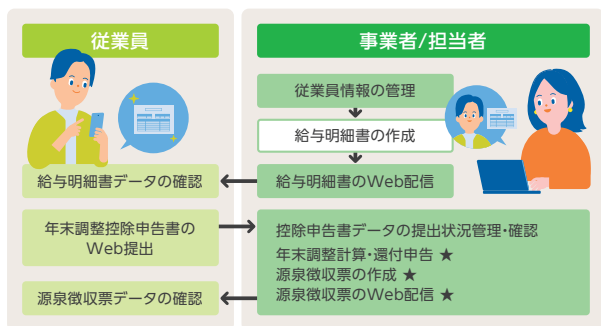 従業員
事業者/担当者
従業員情報の管理
給与明細書の作成
給与明細書データの確認
給与明細書のWeb配信
年末調整控除申告書の
Web提出
控除申告書データの提出状況管理・確認
年末調整計算・還付申告 ★
源泉徴収票の作成 ★
源泉徴収票のWeb配信 ★
源泉徴収票データの確認